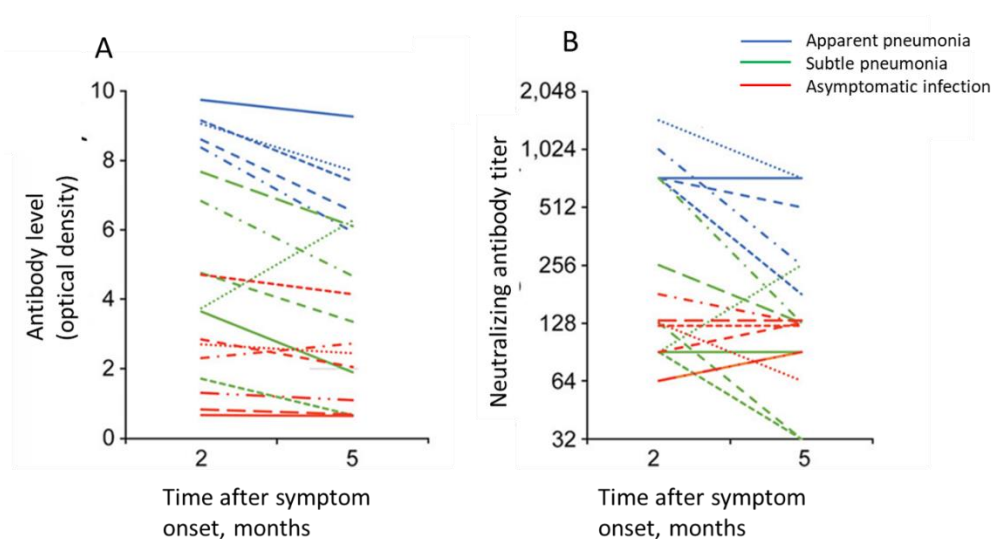 A
Antibody level
(optical density)
10
8
6
4
2
0
2 5
Time after symptom
onset, months
B
Apparent pneumonia
Subtle pneumonia
Asymptomatic infection
Neutralizing antibody titer
2,048
1,024
512
256
128
64
32
2 5
Time after symptom
onset, months